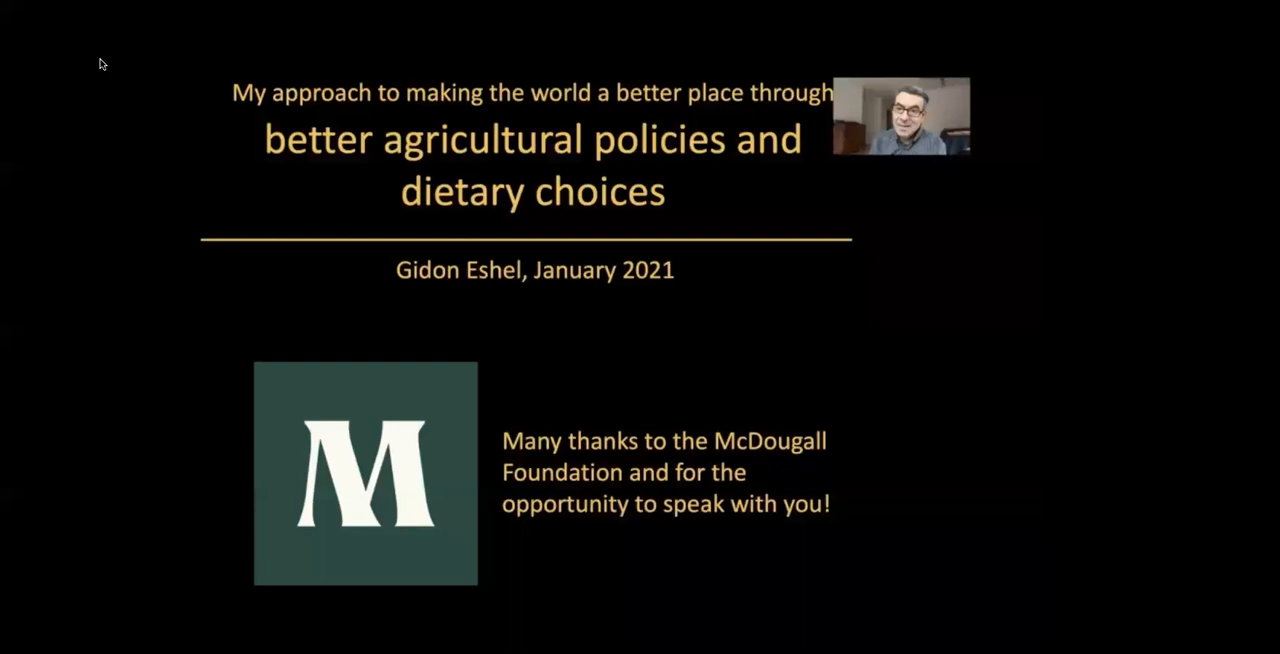 My approach to making the world a better place through
better agricultural policies and
dietary choices
Gidon Eshel, January 2021
M
Many thanks to the McDougall
Foundation and for the
opportunity to speak with you!